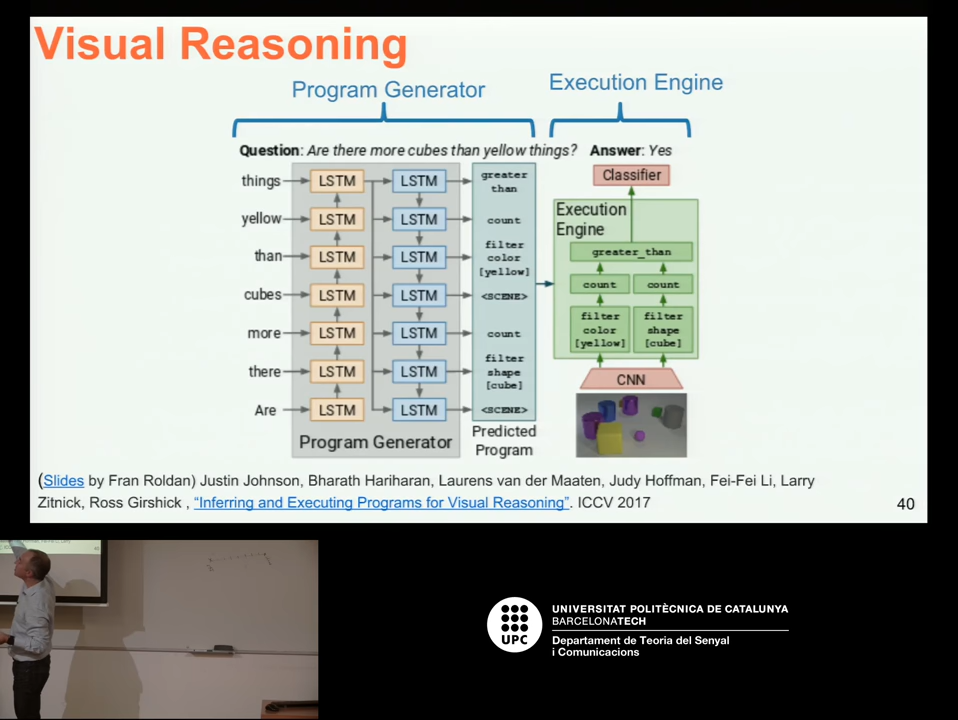 Visual Reasoning
Program Generator
Execution Engine
Question: Are there more cubes than yellow things? Answer: Yes
things LSTM LSTM greater than
yellow LSTM LSTM count
than LSTM LSTM filter color [yellow]
cubes LSTM LSTM <SCENE>
more LSTM LSTM count
there LSTM LSTM filter shape [cube]
Are LSTM LSTM <SCENE>
Program Generator
Predicted
Program
Classifier
Execution
Engine
greater_than
count count
filter filter
color shape
[yellow] [cube]
CNN
(Slides by Fran Roldan) Justin Johnson, Bharath Hariharan, Laurens van der Maaten, Judy Hoffman, Fei-Fei Li, Larry
Zitnick, Ross Girshick , “Inferring and Executing Programs for Visual Reasoning”. ICCV 2017
40
UPC
UNIVERSITAT POLITÈCNICA DE CATALUNYA
BARCELONATECH
Departament de Teoria del Senyal
i Comunicacions